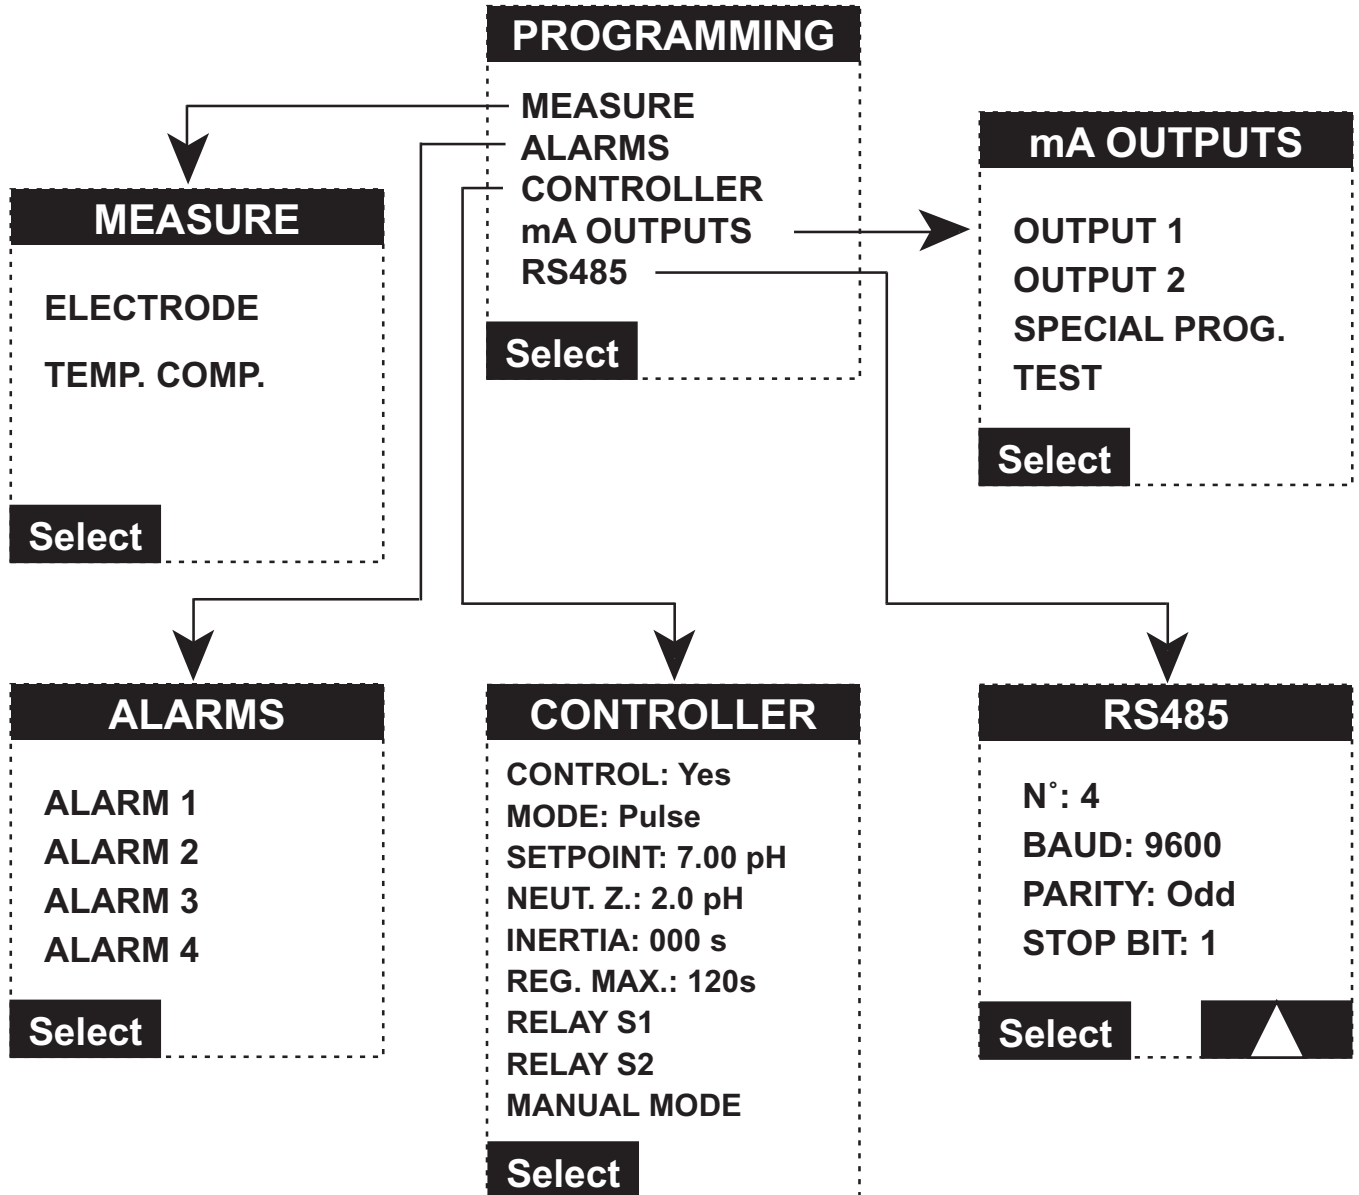 PROGRAMMING
MEASURE
ALARMS
CONTROLLER
mA OUTPUTS
RS485
Select
mA OUTPUTS
OUTPUT 1
OUTPUT 2
SPECIAL PROG.
TEST
Select
MEASURE
ELECTRODE
TEMP. COMP.
Select
ALARMS
ALARM 1
ALARM 2
ALARM 3
ALARM 4
Select
CONTROLLER
CONTROL: Yes
MODE: Pulse
SETPOINT: 7.00 pH
NEUT. Z.: 2.0 pH
INERTIA: 000 s
REG. MAX.: 120s
RELAY S1
RELAY S2
MANUAL MODE
Select
RS485
N˚: 4
BAUD: 9600
PARITY: Odd
STOP BIT: 1
Select